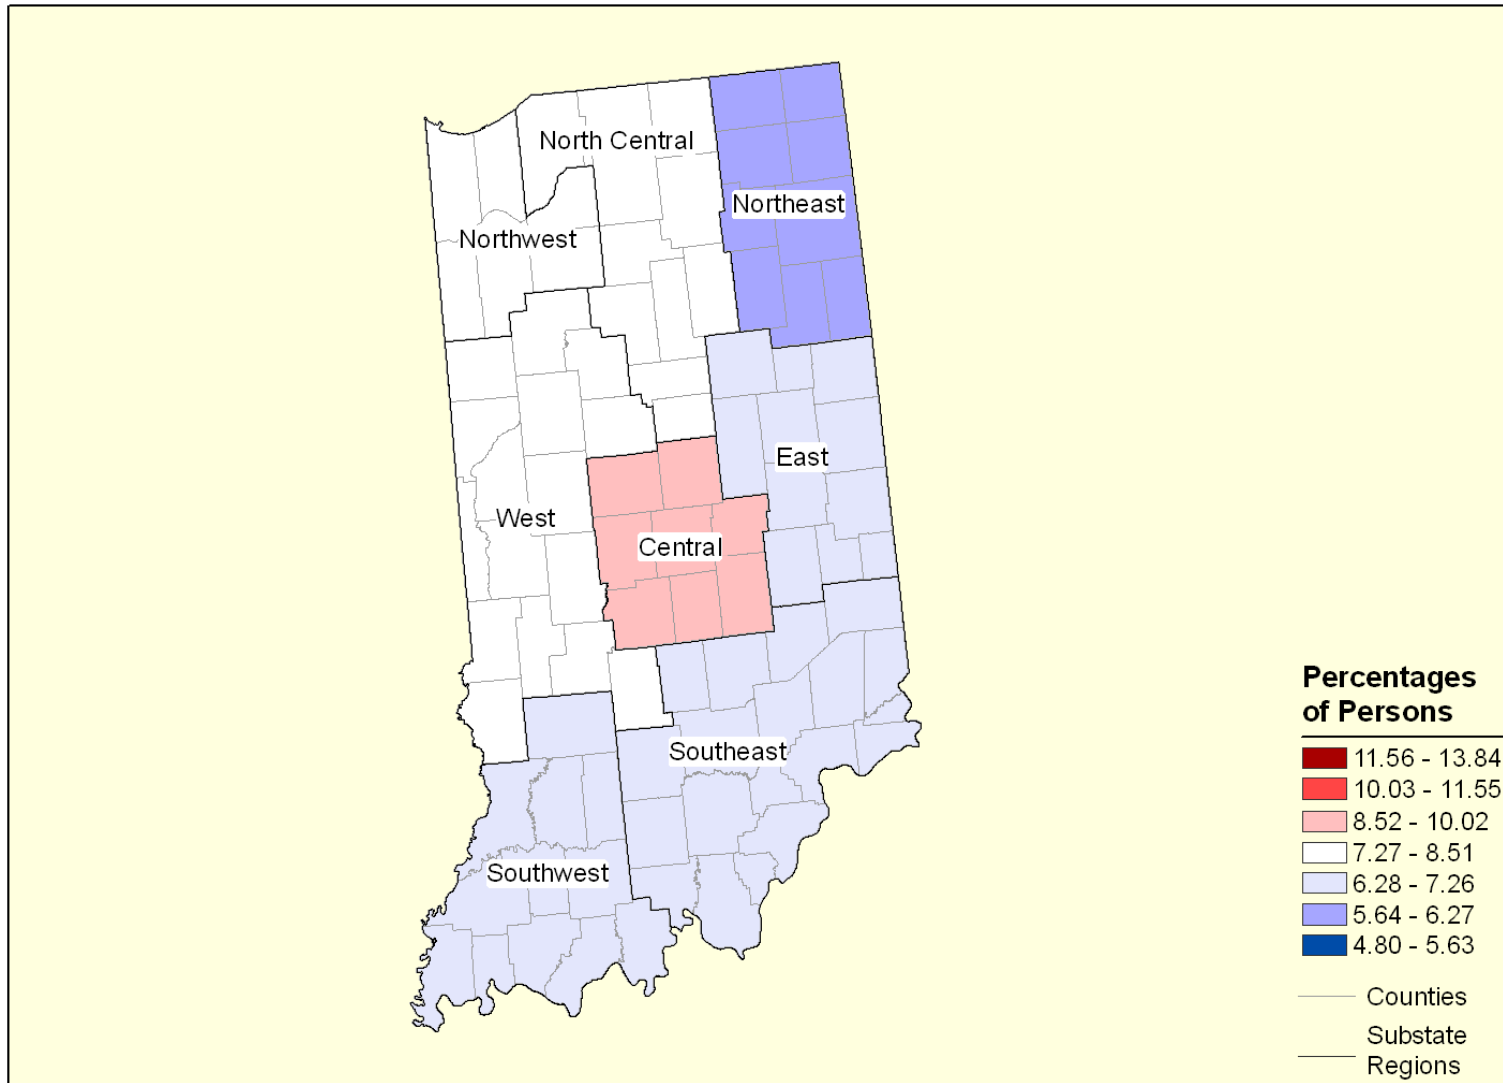 North Central
Northeast
Northwest
East
West
Central
Southeast
Southwest
Percentages
of Persons
11.56 - 13.84
10.03 - 11.55
8.52 - 10.02
7.27 - 8.51
6.28 - 7.26
5.64 - 6.27
4.80 - 5.63
Counties
Substate
Regions